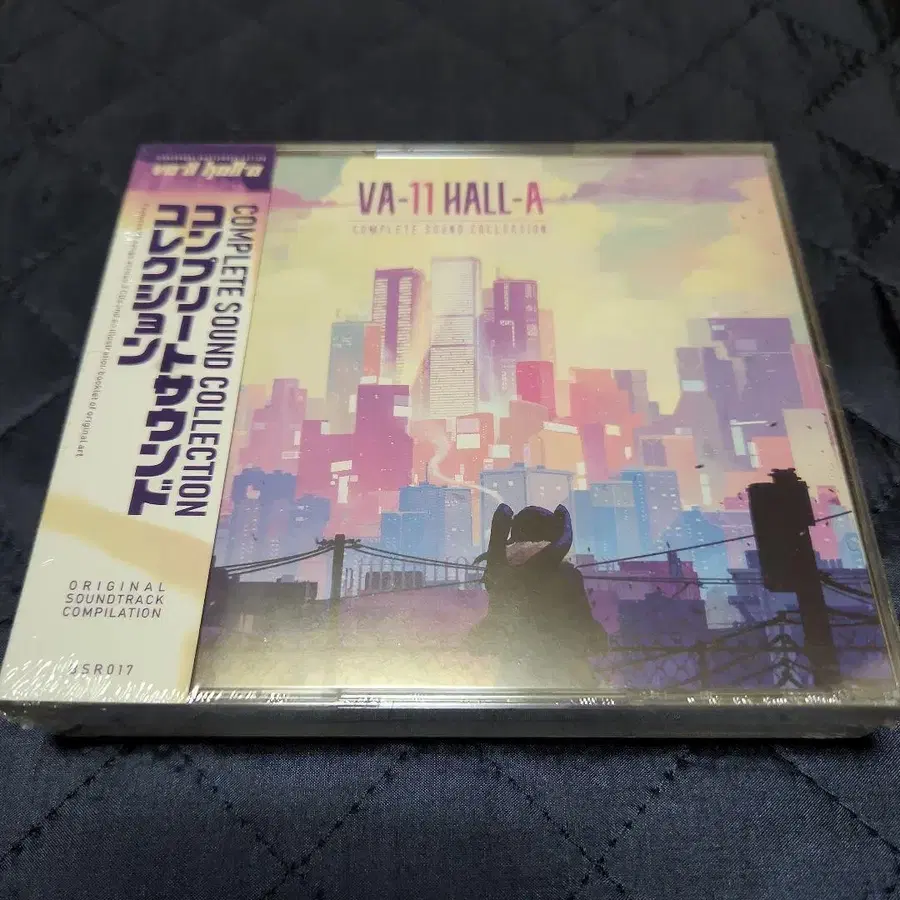 va-11 hall-a
COMPLETE SOUND COLLECTION
コンプリートサウンド
コレクション
ORIGINAL
SOUNDTRACK
COMPILATION
VA-11 HALL-A
COMPLETE SOUND COLLECTION